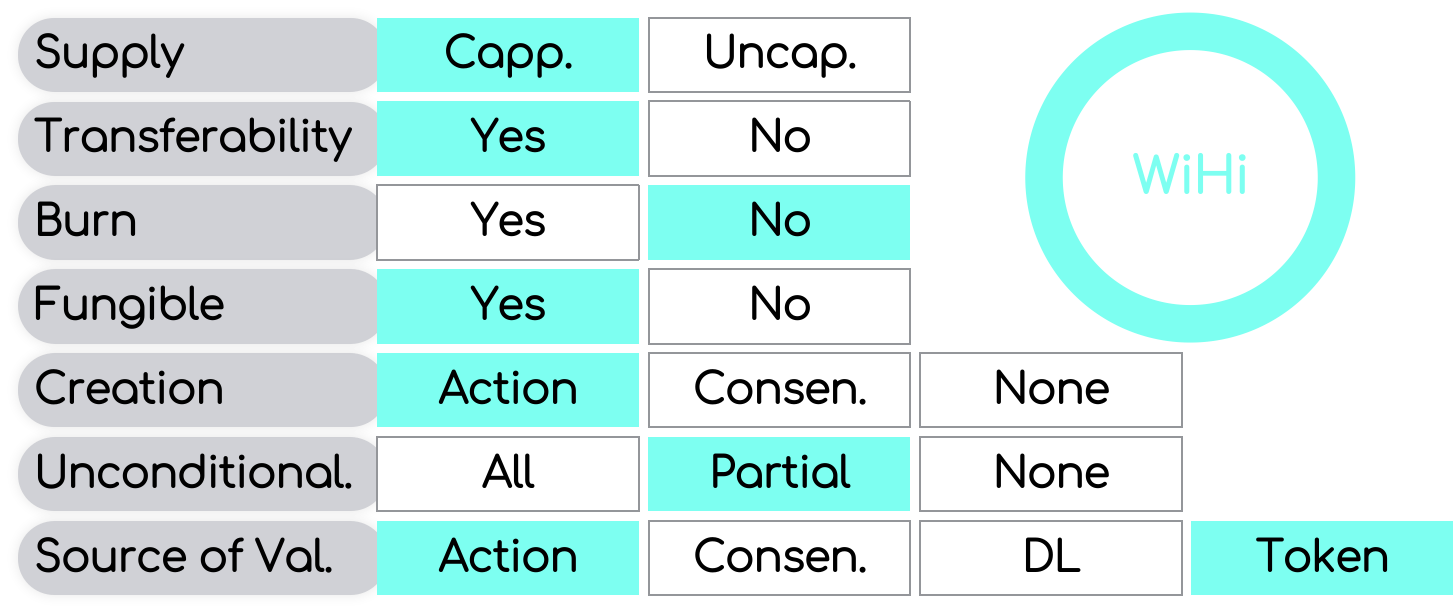 Supply Capp. Uncap.
Transferability Yes No
WiHi
Burn Yes No
Fungible Yes No
Creation Action Consen. None
Unconditional. All Partial None
Source of Val. Action Consen. DL Token